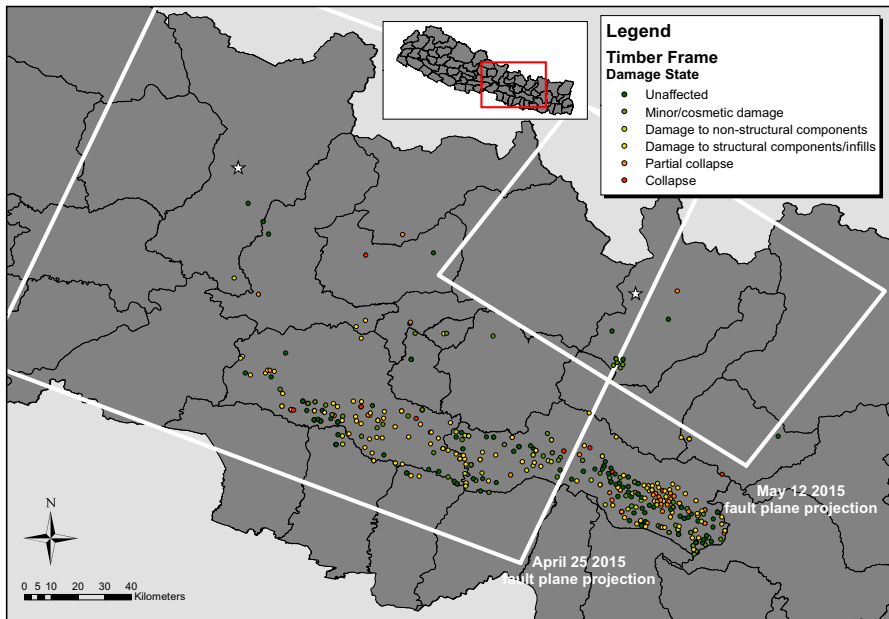 Legend
Timber Frame
Damage State
Unaffected
Minor/cosmetic damage
Damage to non-structural components
Damage to structural components/infills
Partial collapse
Collapse
May 12 2015
fault plane projection
April 25 2015
fault plane projection
N
0 5 10 20 30 40
Kilometers